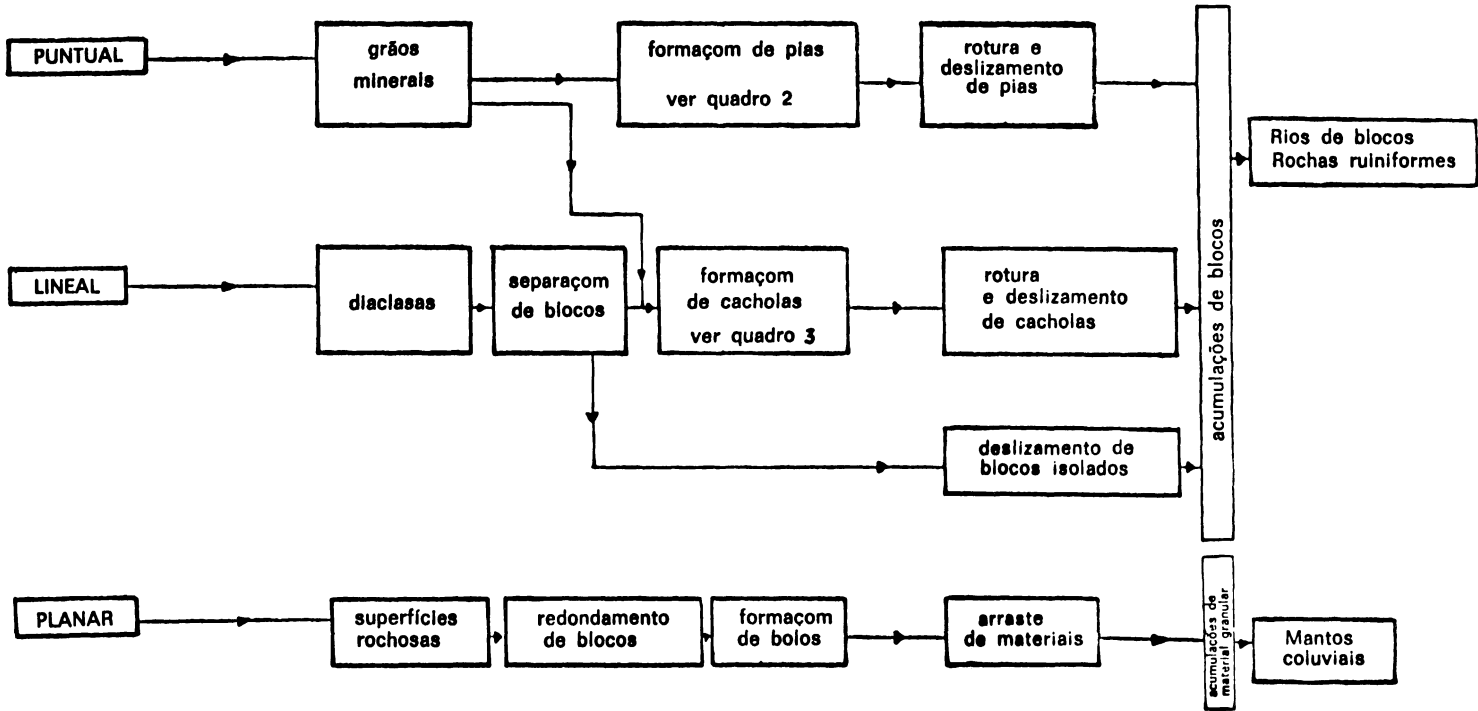 PUNTUAL
grãos
minerais
formaçom de pias
ver quadro 2
rotura e
deslizamento
de pias
acumulações de blocos
Rios de blocos
Rochas ruiniformes
LINEAL
diaclasas
separaçom
de blocos
formaçom
de cacholas
ver quadro 3
rotura
e deslizamento
de cacholas
deslizamento de
blocos isolados
PLANAR
superfícies
rochosas
redondamento
de blocos
formaçom
de bolos
arraste
de materiais
acumulações de
material granular
Mantos
coluviais